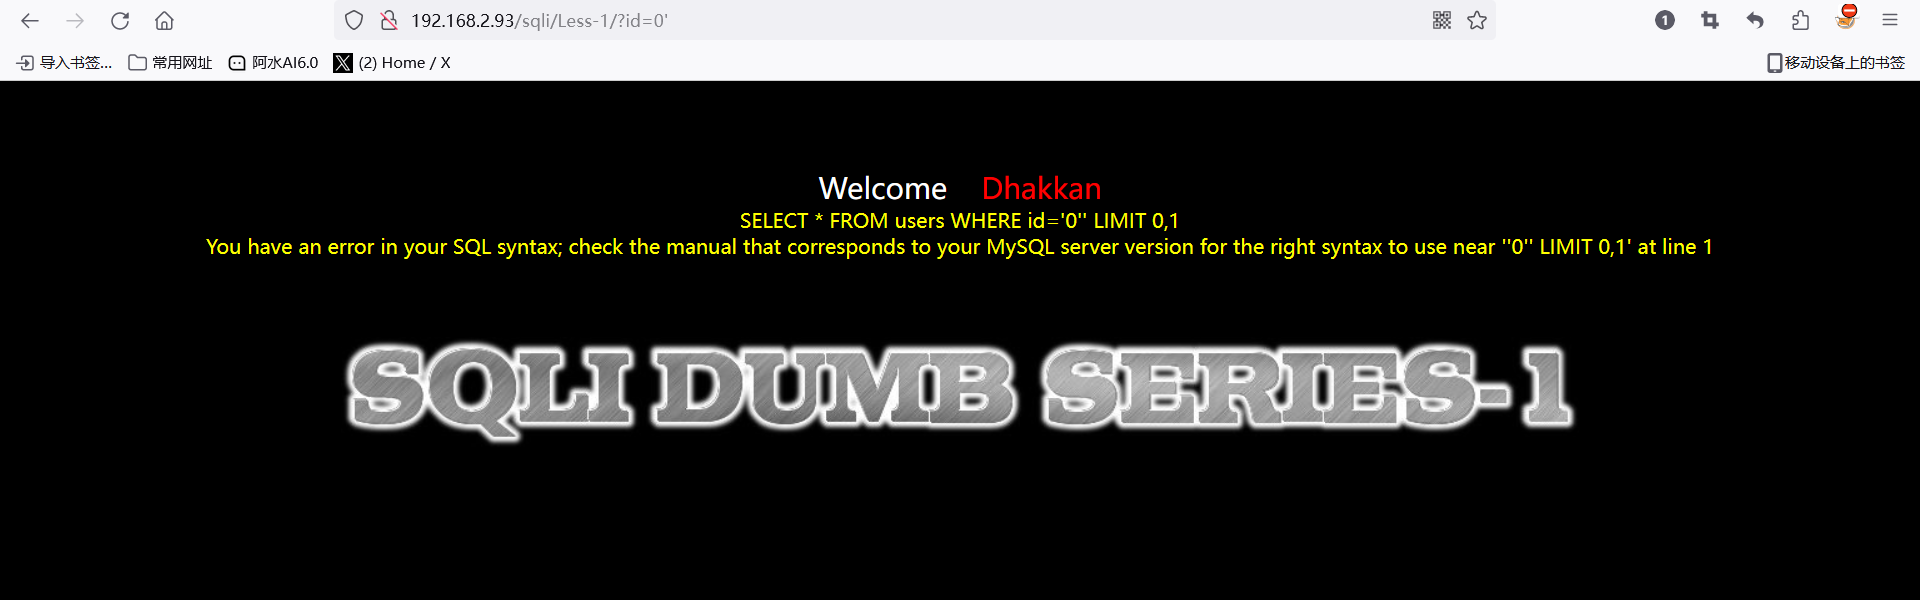 192.168.2.93/sqli/Less-1/?id=0'
1
导入书签... 常用网址 阿水AI6.0 (2) Home / X 移动设备上的书签
Welcome Dhakkan
SELECT * FROM users WHERE id='0'' LIMIT 0,1
You have an error in your SQL syntax; check the manual that corresponds to your MySQL server version for the right syntax to use near ''0'' LIMIT 0,1' at line 1
SQLI DUMB SERIES-1